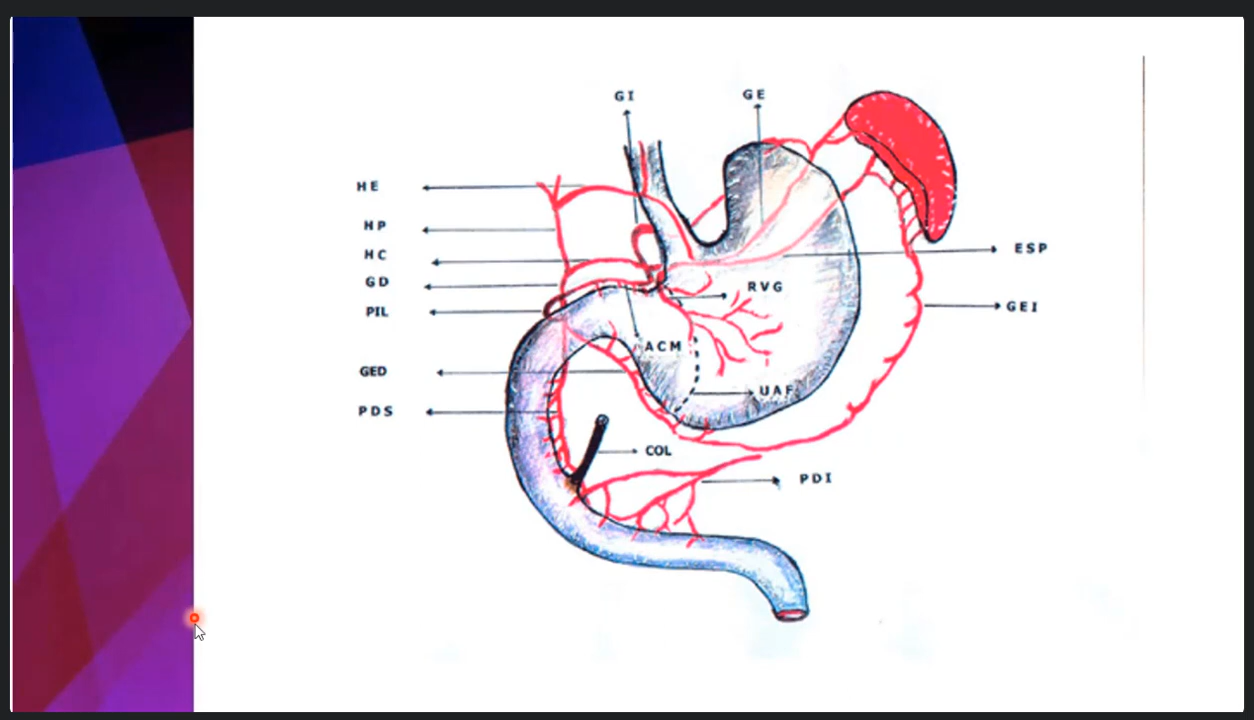 GI
GE
HE
HP
HC
GD
PIL
GED
PDS
ESP
RVG
GEI
ACM
UAF
COL
PDI